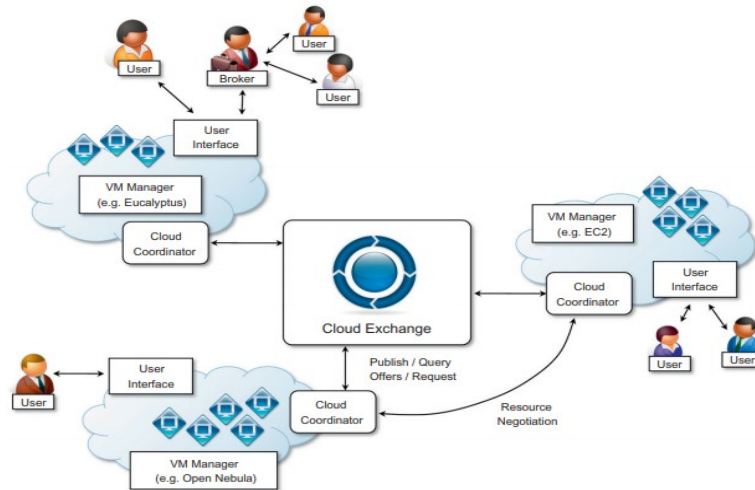 User
User
Broker
User
User
Interface
VM Manager
(e.g. Eucalyptus)
Cloud
Coordinator
VM Manager
(e.g. EC2)
User
Interface
Cloud
Coordinator
Cloud Exchange
User
User
Publish / Query
Offers / Request
User
Interface
User
Cloud
Coordinator
Resource
Negotiation
VM Manager
(e.g. Open Nebula)